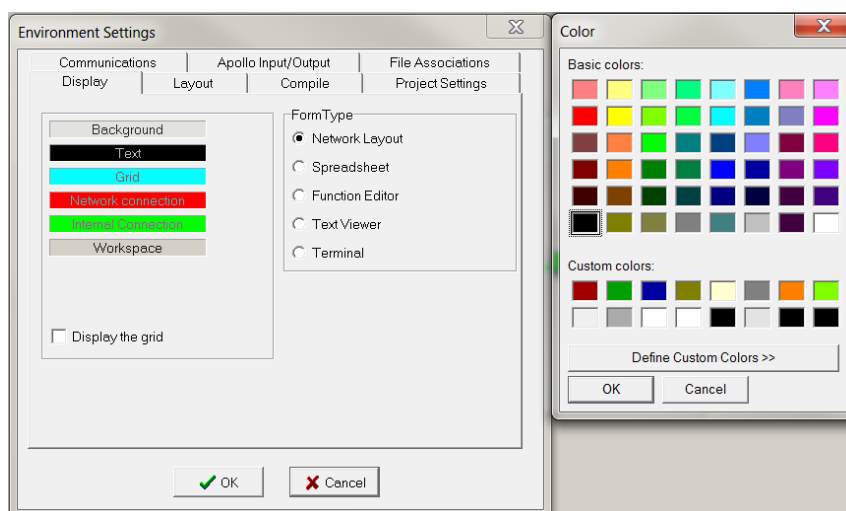 Environment Settings
Communications
Apollo Input/Output
File Associations
Display
Layout
Compile
Project Settings
Background
Text
Grid
Network connection
Internal Connection
Workspace
Display the grid
FormType
Network Layout
Spreadsheet
Function Editor
Text Viewer
Terminal
OK
Cancel
Color
Basic colors:
Custom colors:
Define Custom Colors >>
OK
Cancel